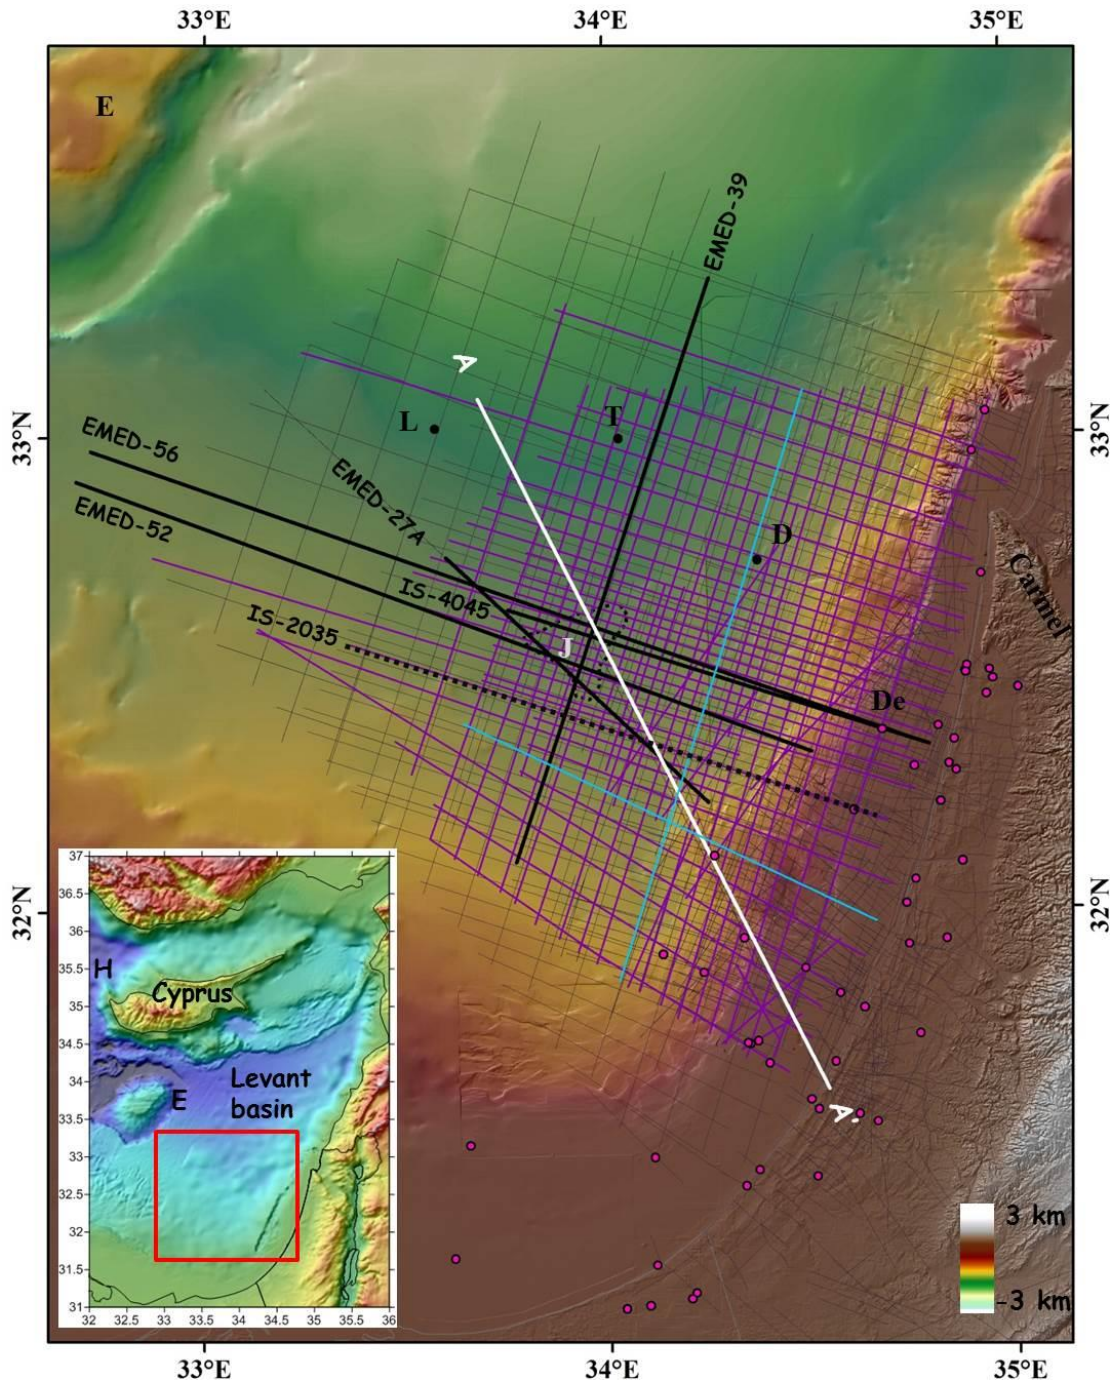 33°E 34°E 35°E
E
EMED-39
A
L T
33°N 33°N
EMED-56
EMED-27A
EMED-52
D
Carmel
IS-4045
IS-2035
J
De
32°N 32°N
A'
3 km
-3 km
37
36.5
36
35.5
35
34.5
34
33.5
33
32.5
32
31.5
31
H
Cyprus
Levant
basin
E
32 32.5 33 33.5 34 34.5 35 35.5 36
33°E 34°E 35°E